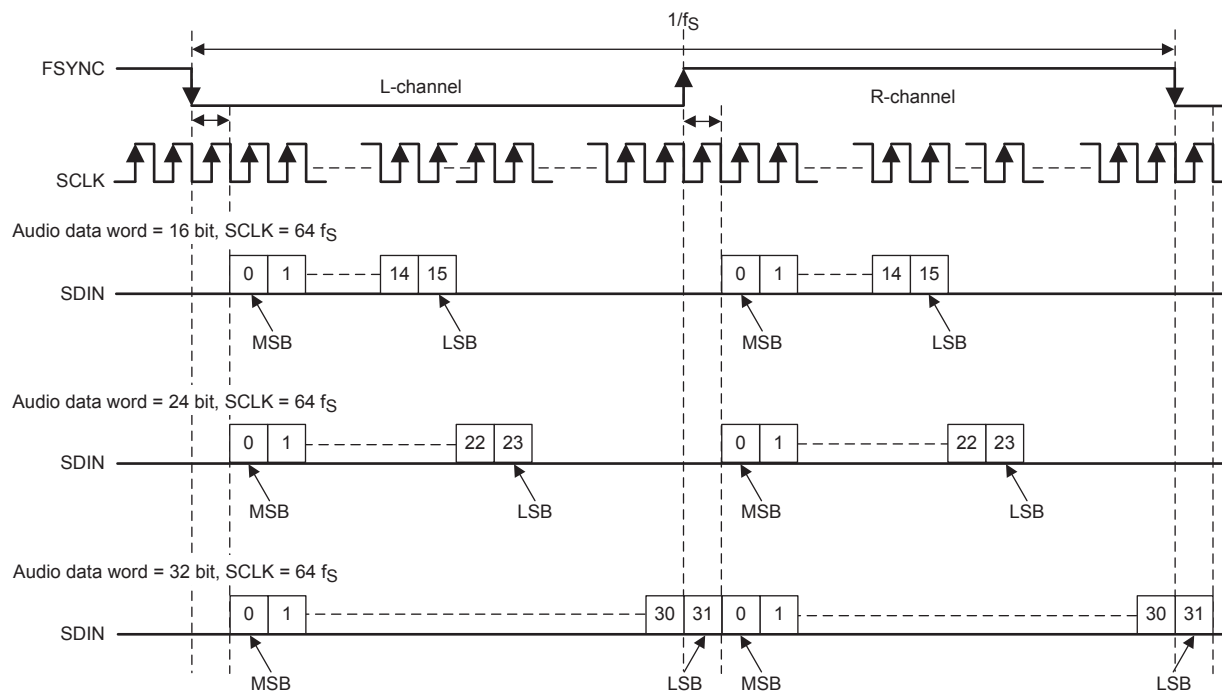 1/fS
FSYNC
L-channel
R-channel
SCLK
Audio data word = 16 bit, SCLK = 64 fS
SDIN
0 1 14 15 0 1 14 15
MSB LSB MSB LSB
Audio data word = 24 bit, SCLK = 64 fS
SDIN
0 1 22 23 0 1 22 23
MSB LSB MSB LSB
Audio data word = 32 bit, SCLK = 64 fS
SDIN
0 1 30 31 0 1 30 31
MSB LSB MSB LSB